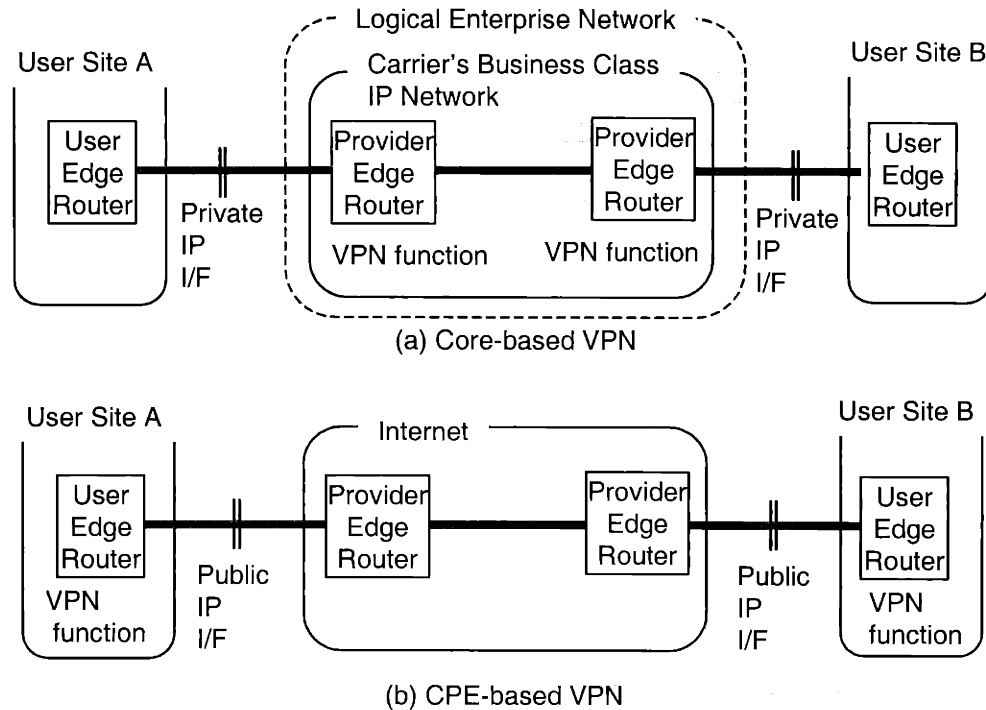 Logical Enterprise Network
User Site A
User Site B
Carrier's Business Class
IP Network
User
Edge
Router
Provider
Edge
Router
Provider
Edge
Router
User
Edge
Router
Private
IP
I/F
VPN function
VPN function
Private
IP
I/F
(a) Core-based VPN
User Site A
Internet
User Site B
User
Edge
Router
Provider
Edge
Router
Provider
Edge
Router
User
Edge
Router
VPN
function
Public
IP
I/F
Public
IP
I/F
VPN
function
(b) CPE-based VPN